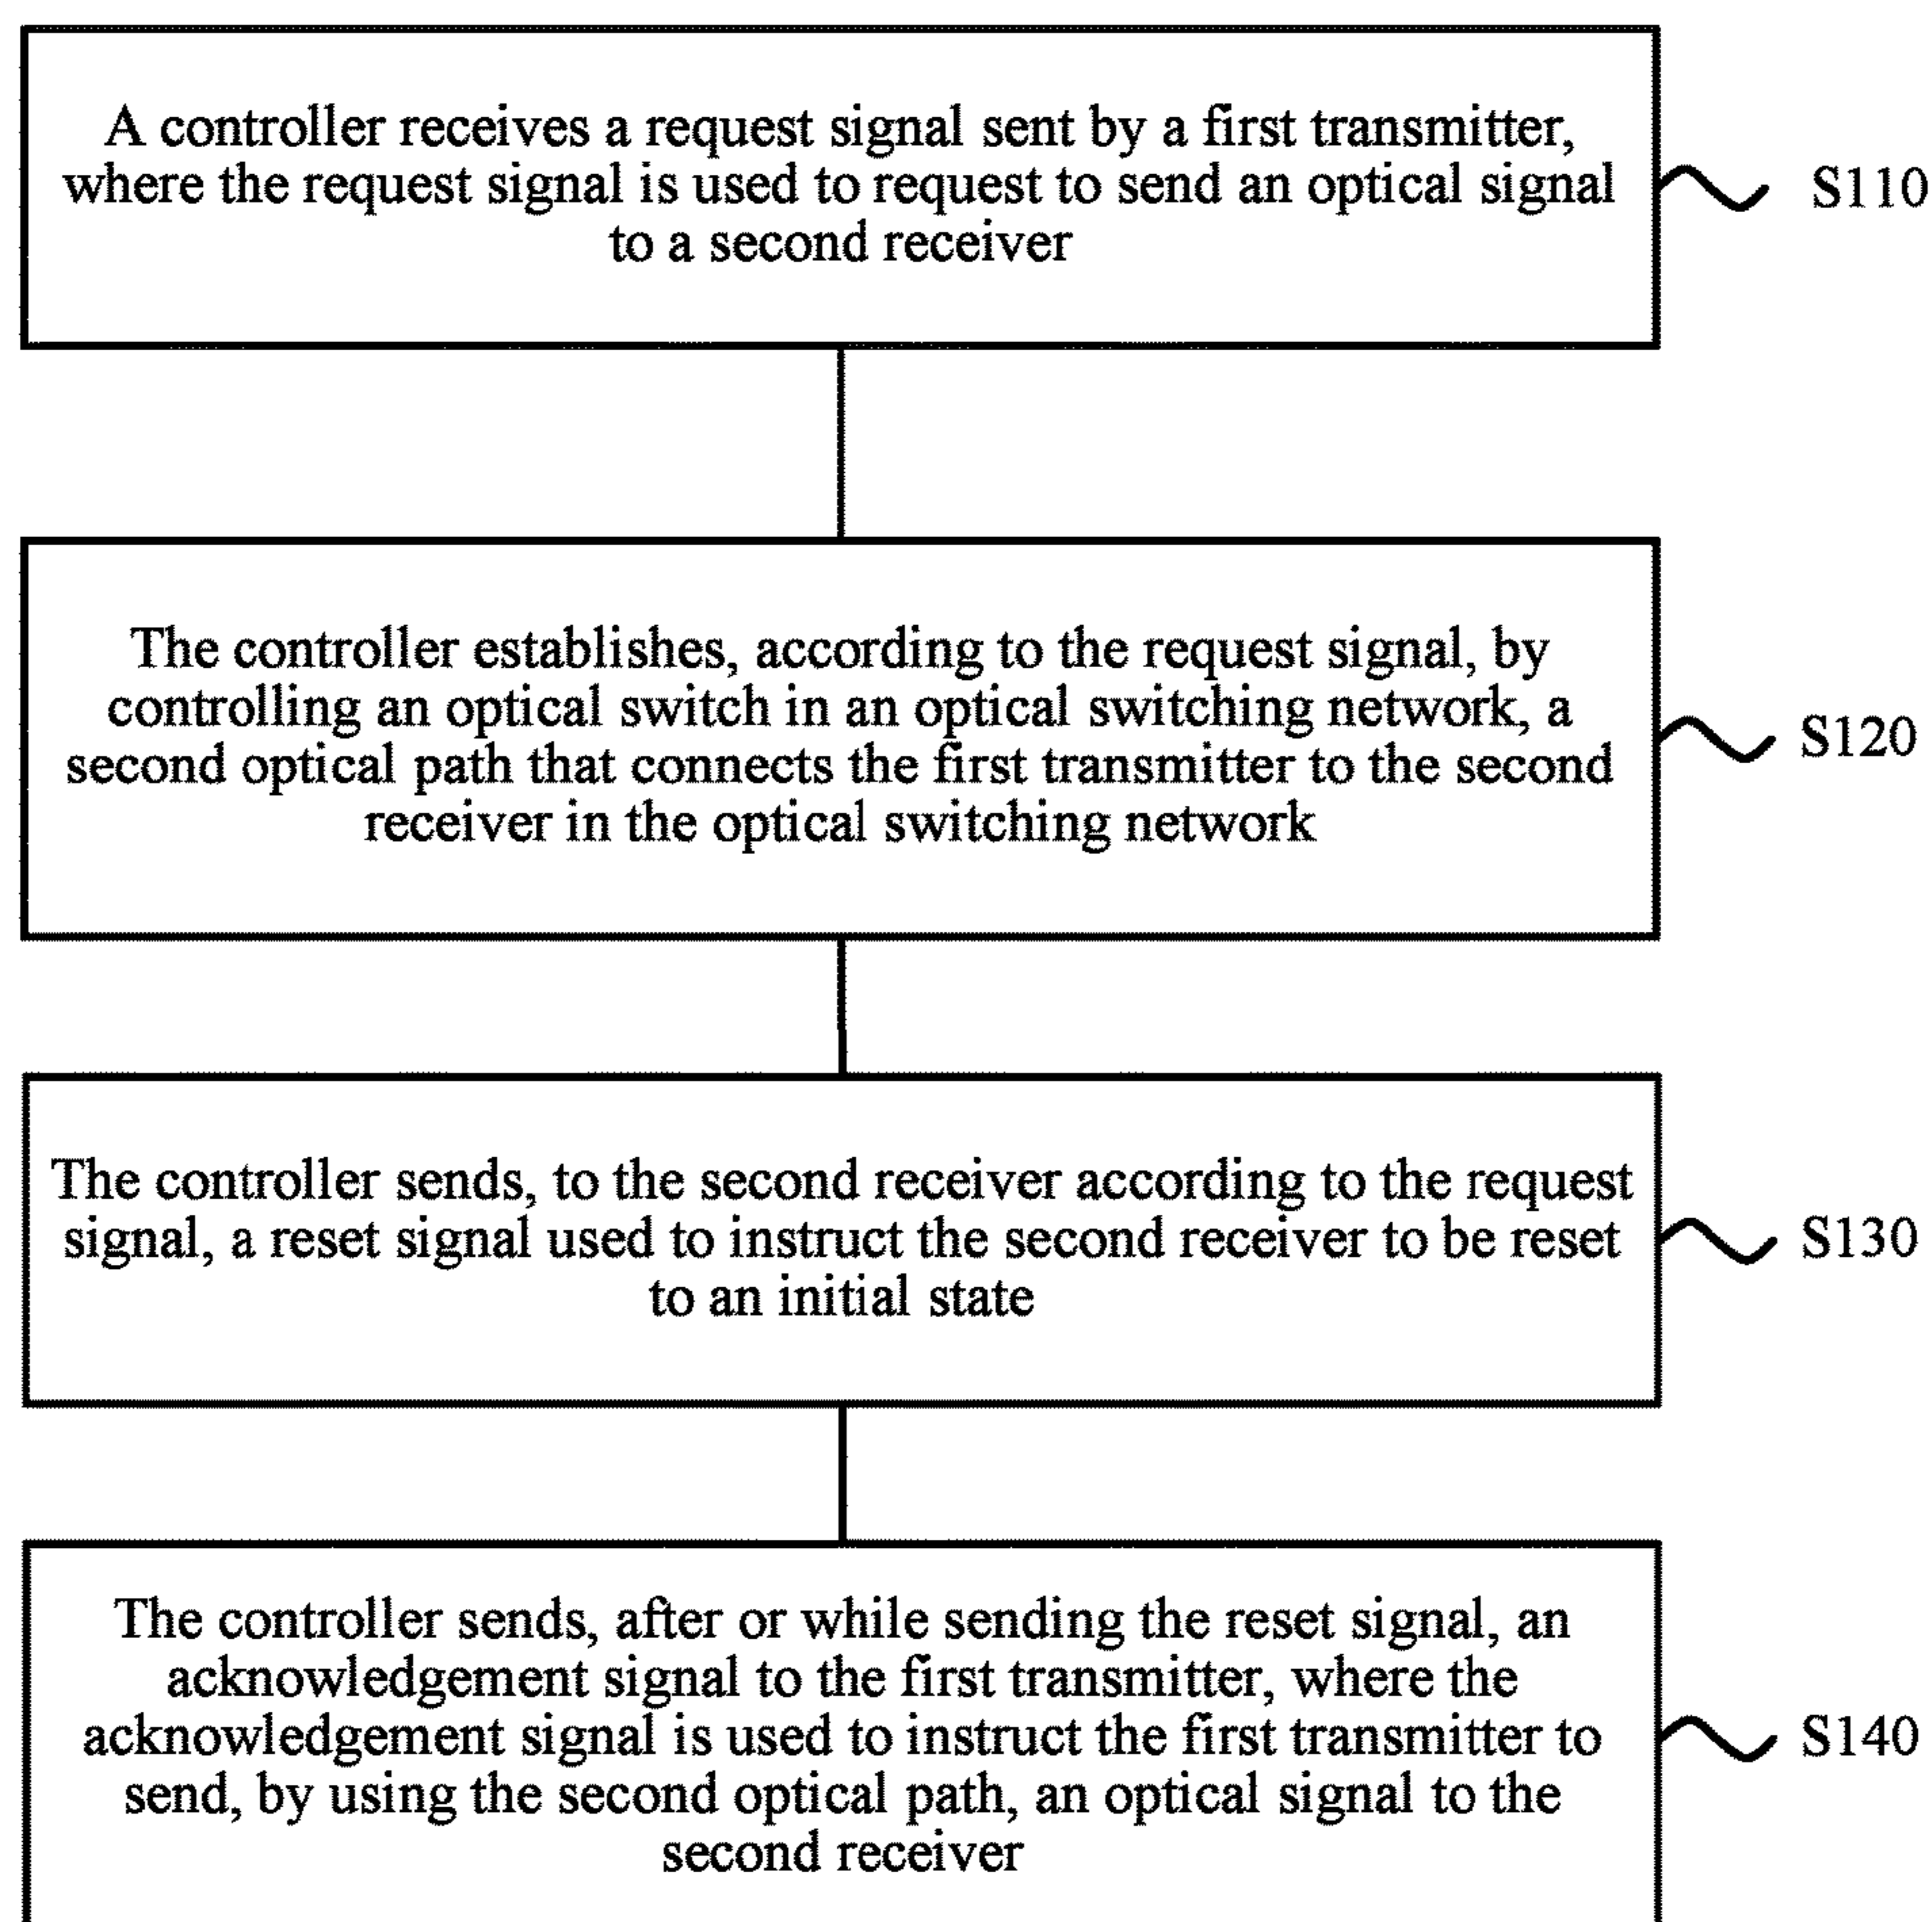 A controller receives a request signal sent by a first transmitter,
where the request signal is used to request to send an optical signal
to a second receiver
S110
The controller establishes, according to the request signal, by
controlling an optical switch in an optical switching network, a
second optical path that connects the first transmitter to the second
receiver in the optical switching network
S120
The controller sends, to the second receiver according to the request
signal, a reset signal used to instruct the second receiver to be reset
to an initial state
S130
The controller sends, after or while sending the reset signal, an
acknowledgement signal to the first transmitter, where the
acknowledgement signal is used to instruct the first transmitter to
send, by using the second optical path, an optical signal to the
second receiver
S140